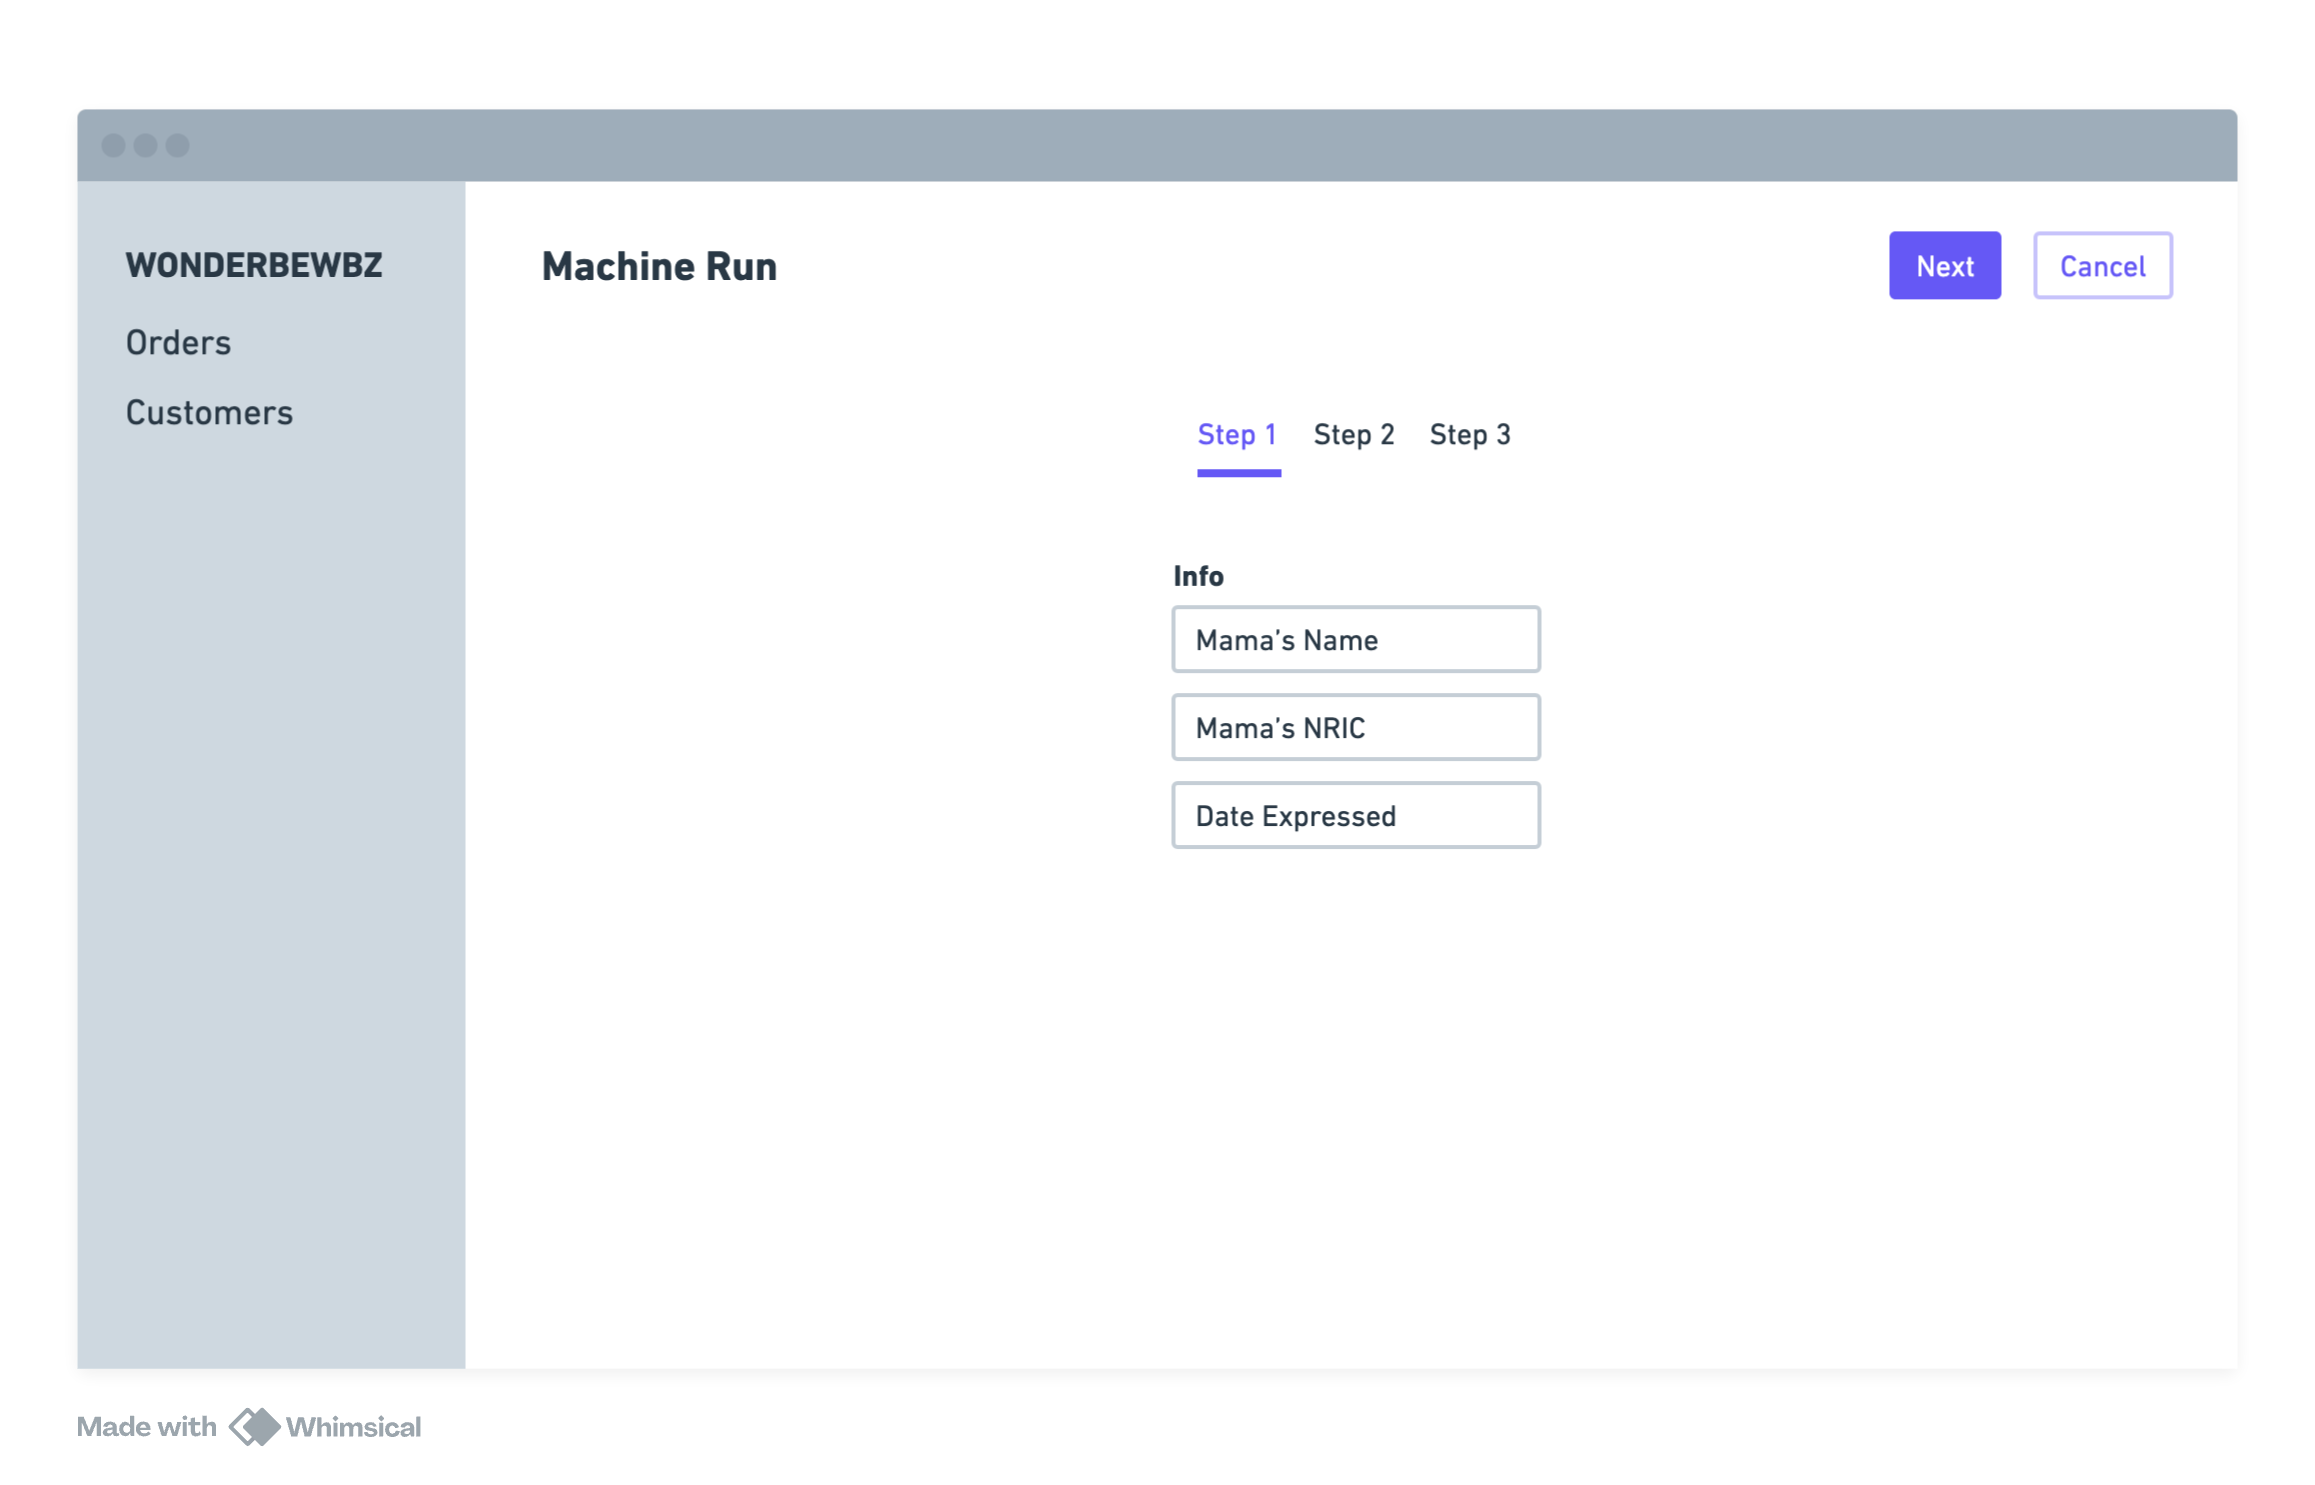 WONDERBEWBZ
Orders
Customers
Machine Run
Next
Cancel
Step 1 Step 2 Step 3
Info
Mama’s Name
Mama’s NRIC
Date Expressed
Made with Whimsical